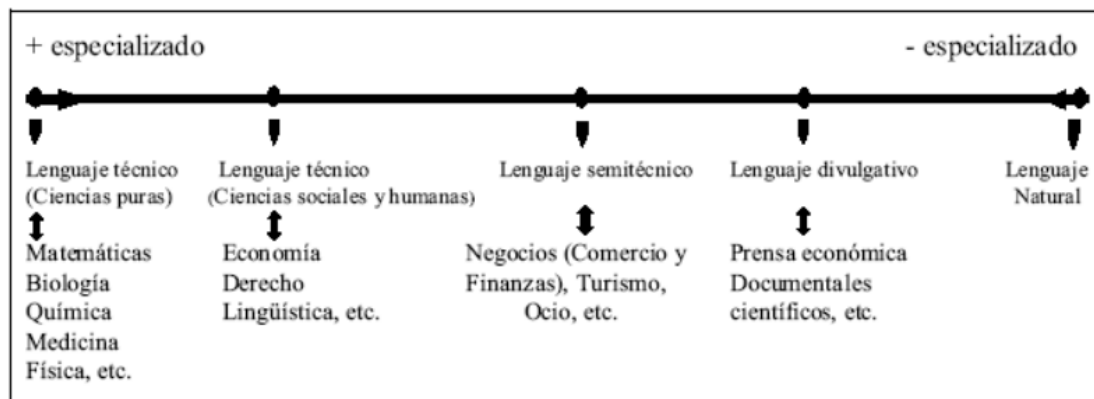 + especializado
- especializado
Lenguaje técnico
(Ciencias puras)
Lenguaje técnico
(Ciencias sociales y humanas)
Lenguaje semitécnico
Lenguaje divulgativo
Lenguaje
Natural
Matemáticas
Biología
Química
Medicina
Física, etc.
Economía
Derecho
Lingüística, etc.
Negocios (Comercio y
Finanzas), Turismo,
Ocio, etc.
Prensa económica
Documentales
científicos, etc.